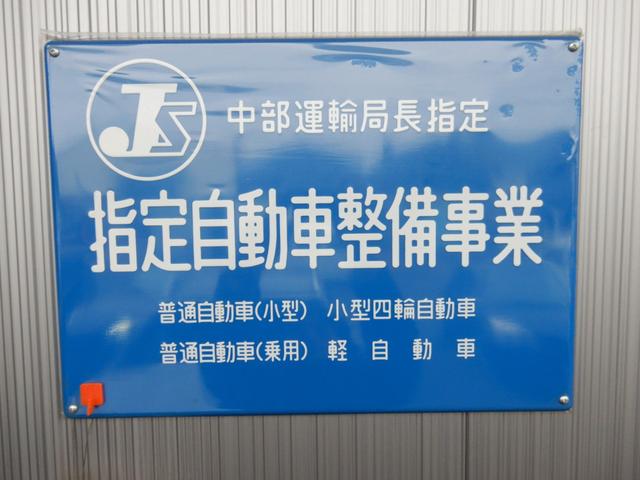 JS 中部運輸局長指定
指定自動車整備事業
普通自動車(小型) 小型四輪自動車
普通自動車(乗用) 軽自動車